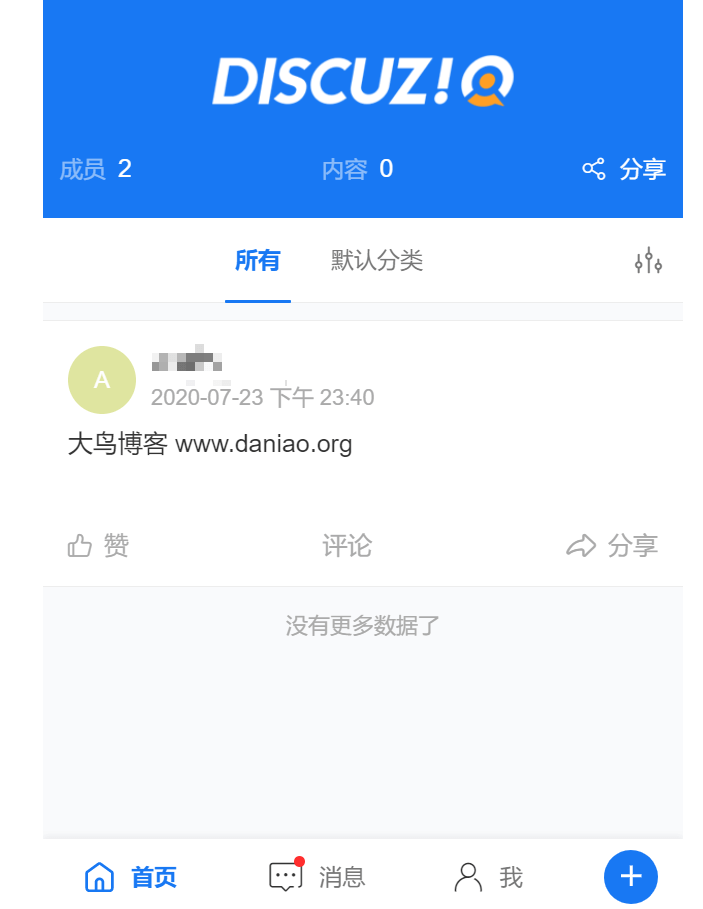 DISCUZ! Q
成员 2 内容 0 分享
所有 默认分类
A
2020-07-23 下午 23:40
大鸟博客 www.daniao.org
赞 评论 分享
没有更多数据了
首页 消息 我